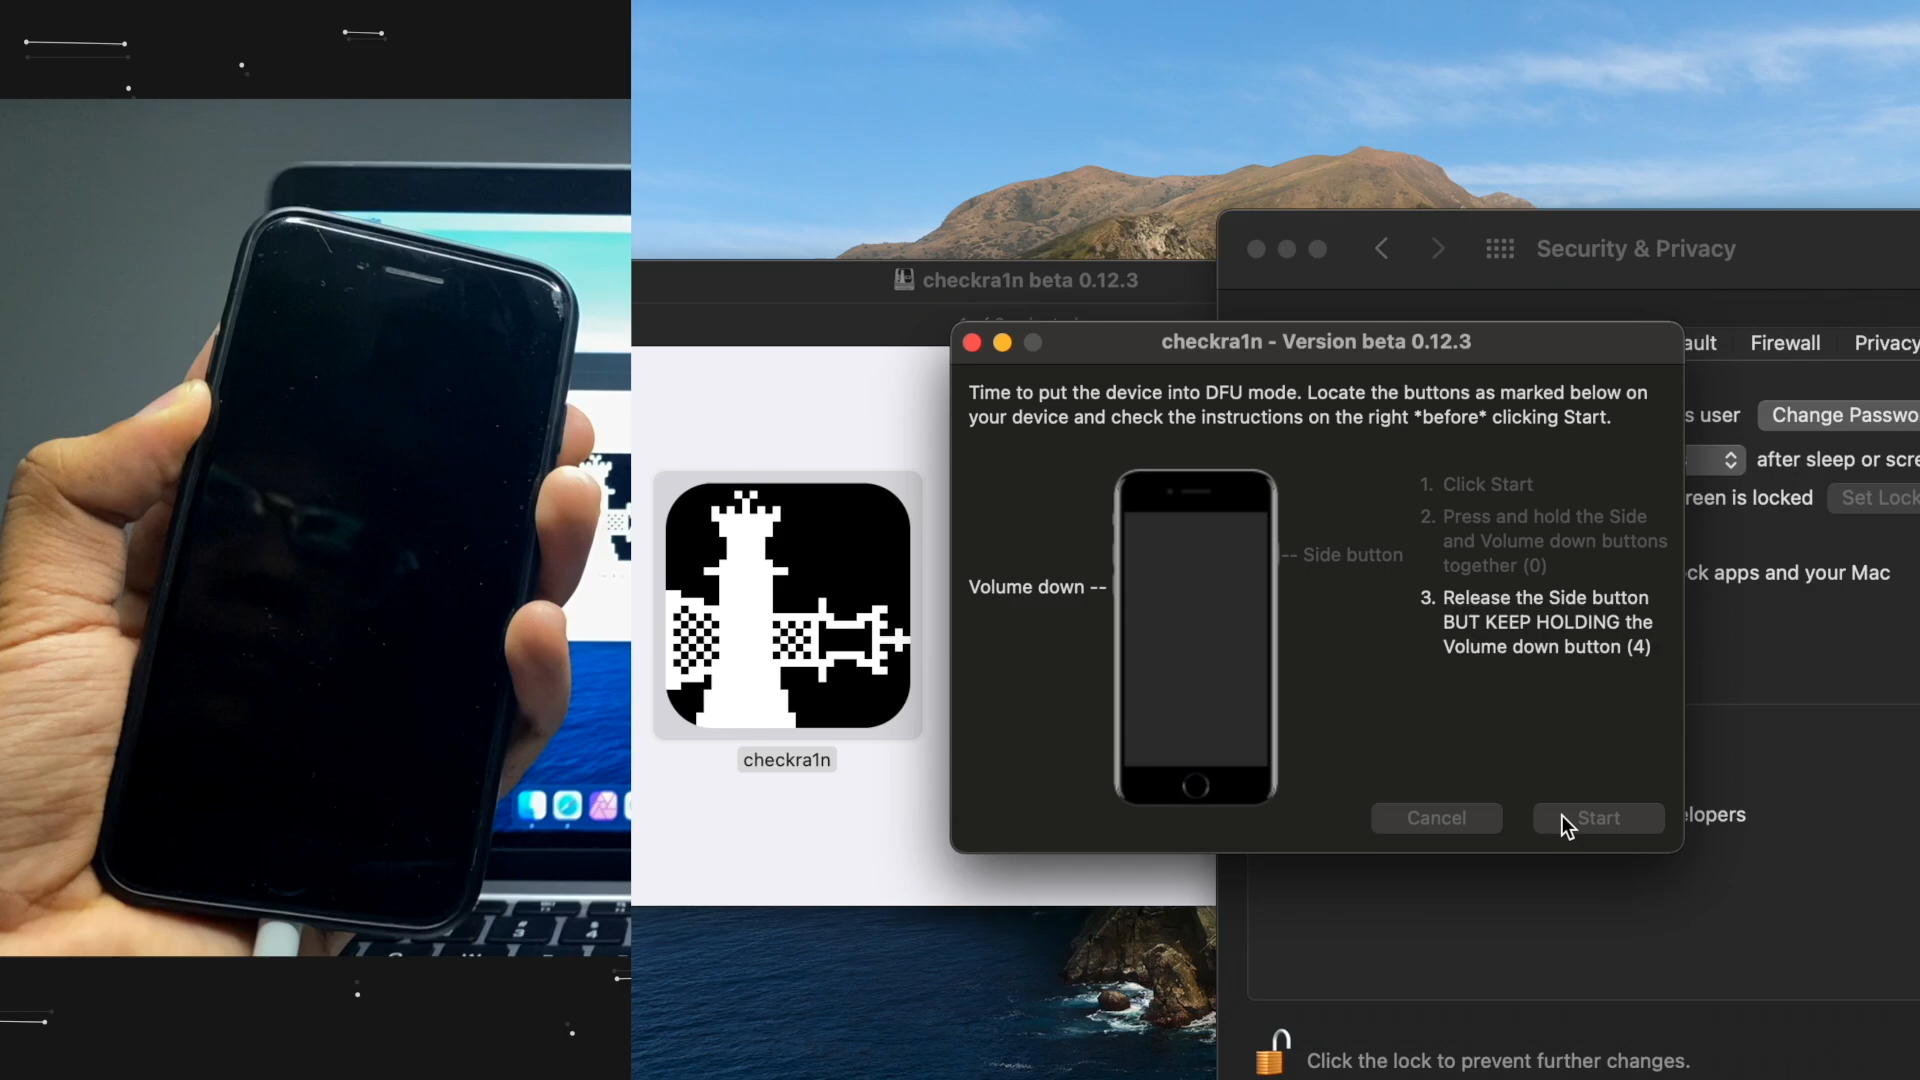 checkra1n beta 0.12.3
Security & Privacy
checkra1n - Version beta 0.12.3
ault Firewall Privacy
Time to put the device into DFU mode. Locate the buttons as marked below on
your device and check the instructions on the right *before* clicking Start.
s user Change Passwo
after sleep or scre
reen is locked Set Lock
1. Click Start
2. Press and hold the Side
and Volume down buttons
together (0)
-- Side button
Volume down --
3. Release the Side button
BUT KEEP HOLDING the
Volume down button (4)
ck apps and your Mac
checkra1n
Cancel Start
elopers
Click the lock to prevent further changes.
3 4